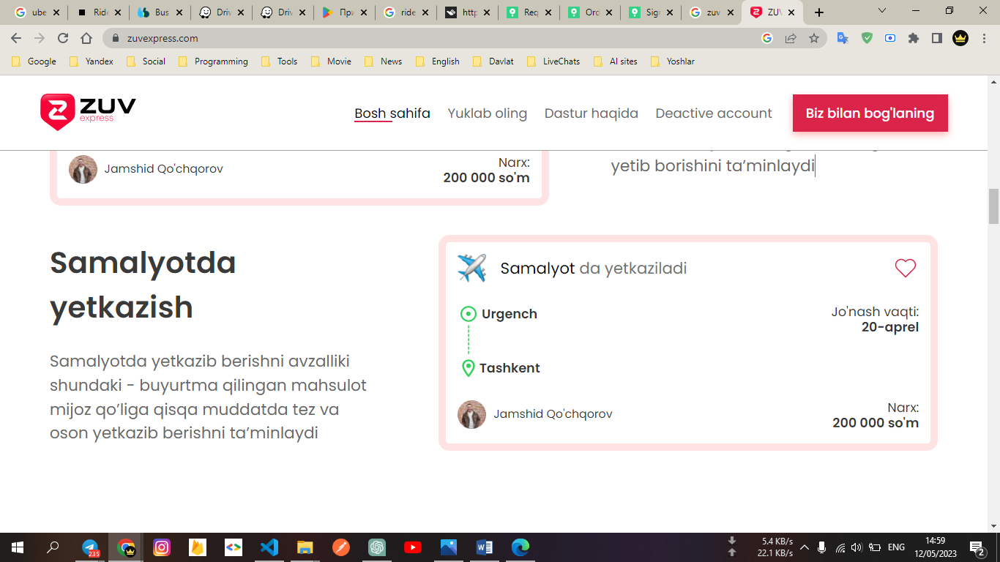 ube
Ride
Bus
Driv
Driv
При
ride
http
Req
Ord
Sign
zuv
ZUV
zuvexpress.com
Google
Yandex
Social
Programming
Tools
Movie
News
English
Davlat
LiveChats
AI sites
Yoshlar
ZUV
express
Bosh sahifa
Yuklab oling
Dastur haqida
Deactive account
Biz bilan bog'laning
Jamshid Qo'chqorov
Narx:
200 000 so'm
yetib borishini ta’minlaydi
Samalyotda
yetkazish
Samalyotda yetkazib berishni avzalliki
shundaki - buyurtma qilingan mahsulot
mijoz qo’liga qisqa muddatda tez va
oson yetkazib berishni ta’minlaydi
Samalyot da yetkaziladi
Urgench
Jo'nash vaqti:
20-aprel
Tashkent
Jamshid Qo'chqorov
Narx:
200 000 so'm
235
5.4 KB/s
22.1 KB/s
ENG
14:59
12/05/2023
2